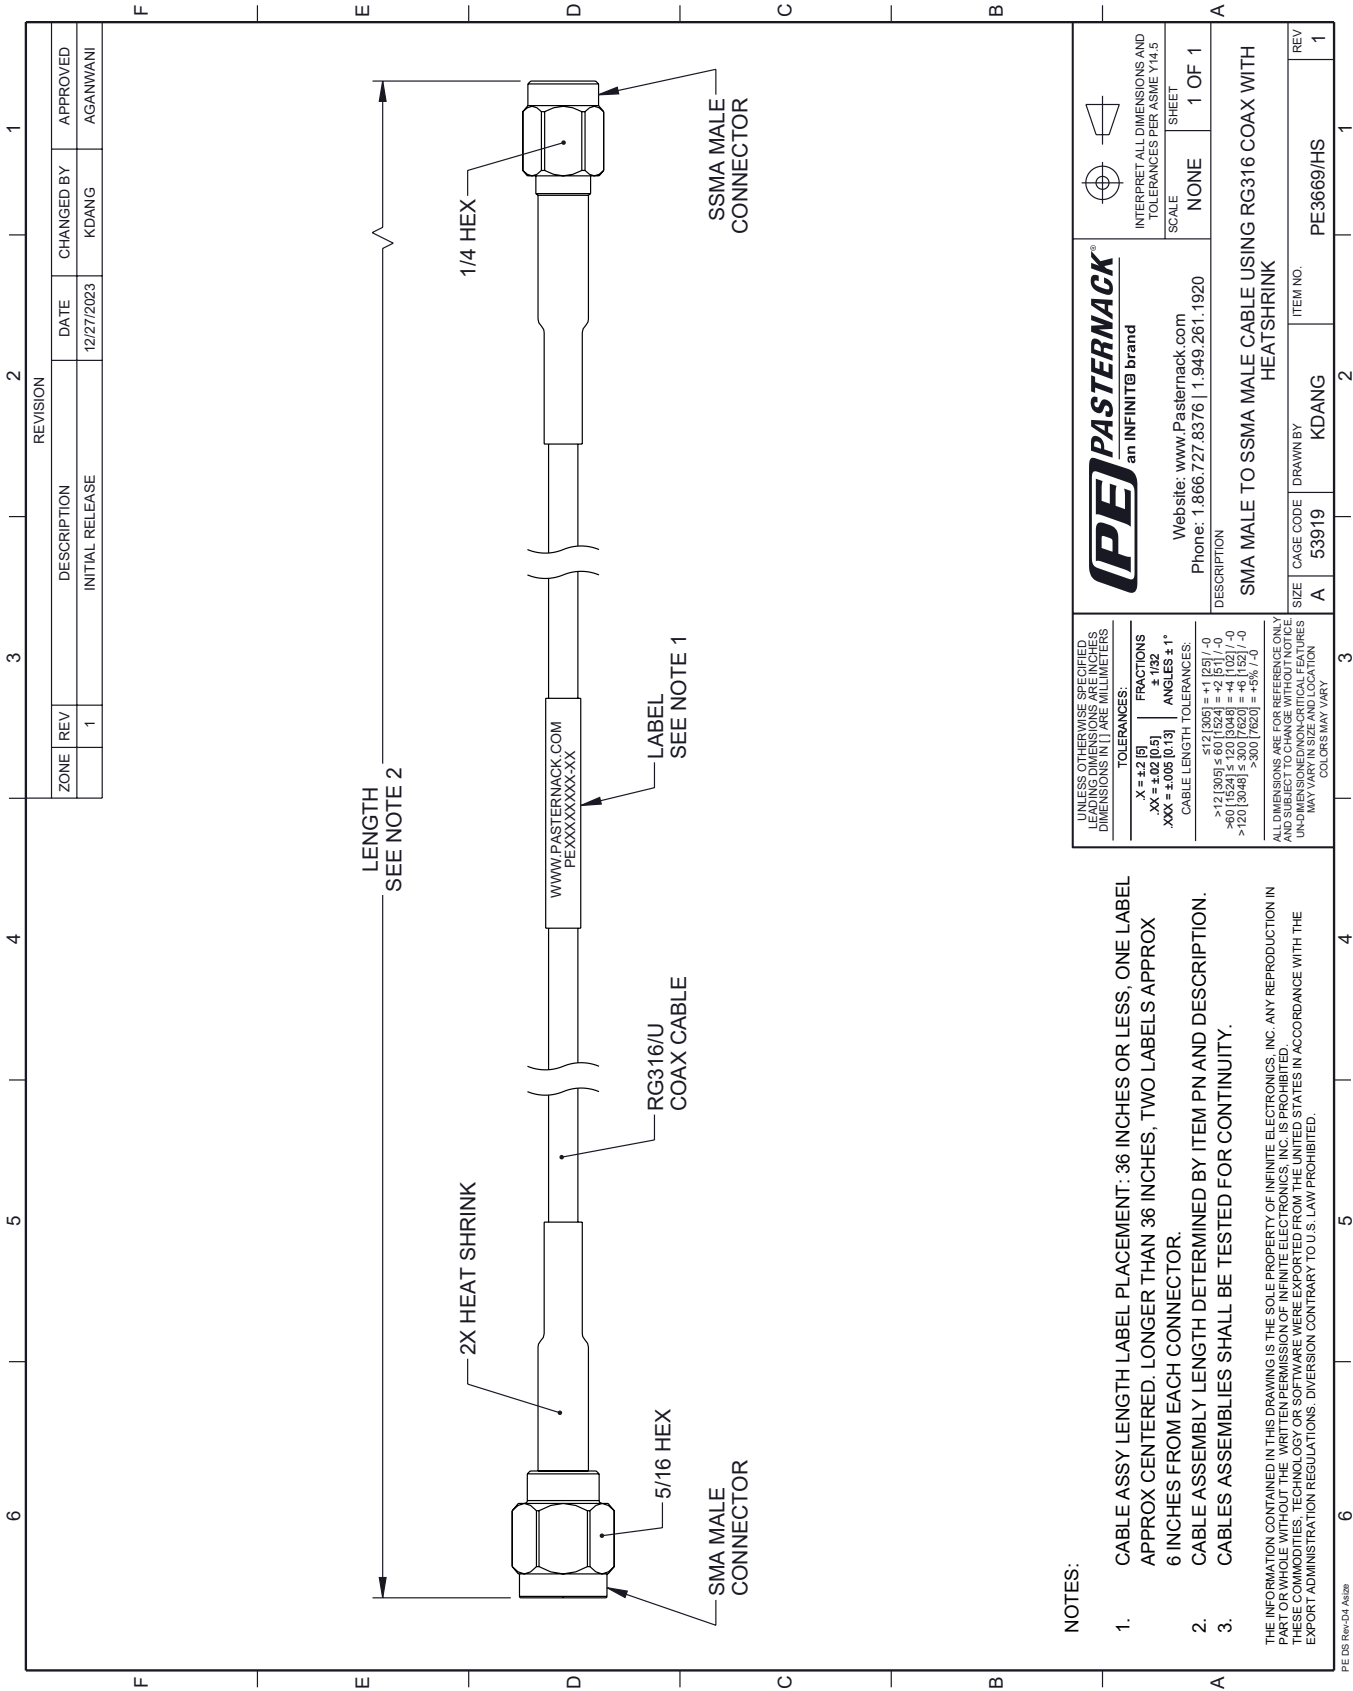 6 5 4 3 2 1
F
E
D
C
B
A
F
E
D
C
B
A
6 5 4 3 2 1
REVISION
ZONE REV DESCRIPTION DATE CHANGED BY APPROVED
1 INITIAL RELEASE 12/27/2023 KDANG AGANWANI
LENGTH
SEE NOTE 2
2X HEAT SHRINK
1/4 HEX
WWW.PASTERNACK.COM
PEXXXXXXXX-XX
5/16 HEX
RG316/U
COAX CABLE
LABEL
SEE NOTE 1
SMA MALE
CONNECTOR
SSMA MALE
CONNECTOR
NOTES:
1. CABLE ASSY LENGTH LABEL PLACEMENT: 36 INCHES OR LESS, ONE LABEL
APPROX CENTERED. LONGER THAN 36 INCHES, TWO LABELS APPROX
6 INCHES FROM EACH CONNECTOR.
2. CABLE ASSEMBLY LENGTH DETERMINED BY ITEM PN AND DESCRIPTION.
3. CABLES ASSEMBLIES SHALL BE TESTED FOR CONTINUITY.
THE INFORMATION CONTAINED IN THIS DRAWING IS THE SOLE PROPERTY OF INFINITE ELECTRONICS, INC. ANY REPRODUCTION IN
PART OR WHOLE WITHOUT THE WRITTEN PERMISSION OF INFINITE ELECTRONICS, INC. IS PROHIBITED.
THESE COMMODITIES, TECHNOLOGY OR SOFTWARE WERE EXPORTED FROM THE UNITED STATES IN ACCORDANCE WITH THE
EXPORT ADMINISTRATION REGULATIONS. DIVERSION CONTRARY TO U.S. LAW PROHIBITED.
UNLESS OTHERWISE SPECIFIED
LEADING DIMENSIONS ARE INCHES
DIMENSIONS IN [ ] ARE MILLIMETERS
TOLERANCES:
.X = ±.2 [5]
.XX = ±.02 [0.5]
.XXX = ±.005 [0.13]
FRACTIONS
± 1/32
ANGLES ± 1°
CABLE LENGTH TOLERANCES:
≤12 [305] = +1 [25] / -0
>12 [305] ≤ 60 [1524] = +2 [51] / -0
>60 [1524] ≤ 120 [3048] = +4 [102] / -0
>120 [3048] ≤ 300 [7620] = +6 [152] / -0
>300 [7620] = +5% / -0
ALL DIMENSIONS ARE FOR REFERENCE ONLY
AND SUBJECT TO CHANGE WITHOUT NOTICE.
UN-DIMENSIONED/NON-CRITICAL FEATURES
MAY VARY IN SIZE AND LOCATION
COLORS MAY VARY
PE PASTERNACK®
an INFINIT@ brand
Website: www.Pasternack.com
Phone: 1.866.727.8376 | 1.949.261.1920
INTERPRET ALL DIMENSIONS AND
TOLERANCES PER ASME Y14.5
SCALE
NONE
SHEET
1 OF 1
DESCRIPTION
SMA MALE TO SSMA MALE CABLE USING RG316 COAX WITH
HEATSHRINK
SIZE
A
CAGE CODE
53919
DRAWN BY
KDANG
ITEM NO.
PE3669/HS
REV
1
PE DS Rev-D4 Asize